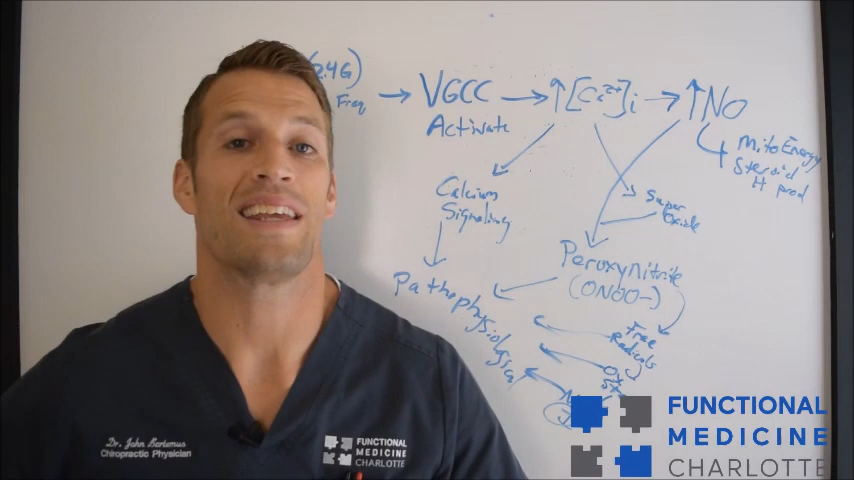 (2.4G)
Freq
VGCC
Activate
↑[Ca2+]i
↑NO
Mito Energy
Steroid
H prod
Calcium
Signaling
Super
Oxide
Peroxynitrite
(ONOO-)
Pathophysiological
Free
Radicals
Dr. John Bartemus
Chiropractic Physician
FUNCTIONAL
MEDICINE
CHARLOTTE
FUNCTIONAL
MEDICINE
CHARLOTTE